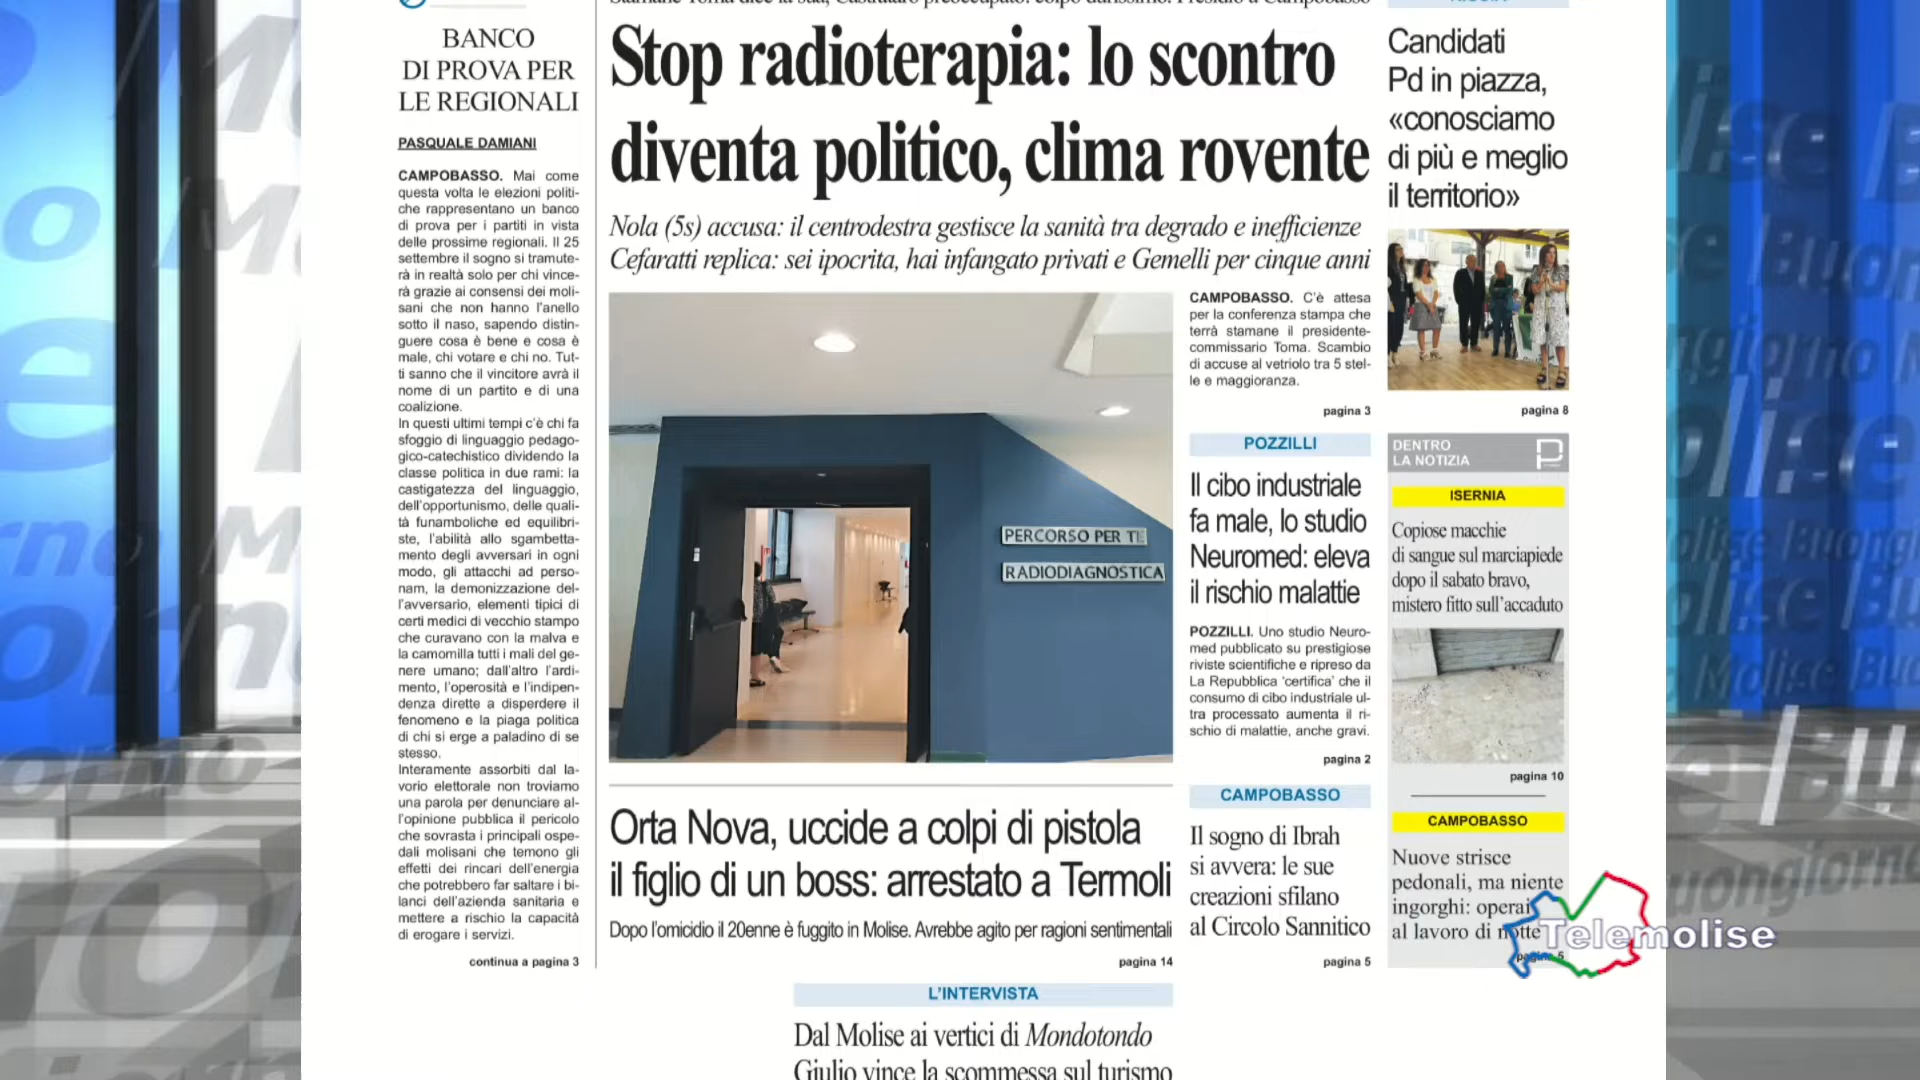 BANCO
DI PROVA PER
LE REGIONALI
PASQUALE DAMIANI
CAMPOBASSO. Mai come
questa volta le elezioni politi-
che rappresentano un banco
di prova per i partiti in vista
delle prossime regionali. Il 25
settembre il sogno si tramute-
rà in realtà solo per chi vince-
rà grazie ai consensi dei moli-
sani che non hanno l'anello
sotto il naso, sapendo distin-
guere cosa è bene e cosa è
male, chi votare e chi no. Tut-
ti sanno che il vincitore avrà il
nome di un partito e di una
coalizione.
In questi ultimi tempi c'è chi fa
sfoggio di linguaggio pedago-
gico-catechistico dividendo la
classe politica in due rami: la
castigatezza del linguaggio,
dell'opportunismo, delle quali-
tà funamboliche ed equilibri-
ste, l'abilità allo sgambetta-
mento degli avversari in ogni
modo, gli attacchi ad perso-
nam, la demonizzazione del-
l'avversario, elementi tipici di
certi medici di vecchio stampo
che curavano con la malva e
la camomilla tutti i mali del ge-
nere umano; dall'altro l'ardi-
mento, l'operosità e l'indipen-
denza dirette a disperdere il
fenomeno e la piaga politica
di chi si erge a paladino di se
stesso.
Interamente assorbiti dal la-
vorio elettorale non troviamo
una parola per denunciare al-
l'opinione pubblica il pericolo
che sovrasta i principali ospe-
dali molisani che temono gli
effetti dei rincari dell'energia
che potrebbero far saltare i bi-
lanci dell'azienda sanitaria e
mettere a rischio la capacità
di erogare i servizi.
continua a pagina 3
Stop radioterapia: lo scontro
diventa politico, clima rovente
Nola (5s) accusa: il centrodestra gestisce la sanità tra degrado e inefficienze
Cefaratti replica: sei ipocrita, hai infangato privati e Gemelli per cinque anni
PERCORSO PER TE
RADIODIAGNOSTICA
CAMPOBASSO. C'è attesa
per la conferenza stampa che
terrà stamane il presidente-
commissario Toma. Scambio
di accuse al vetriolo tra 5 stel-
le e maggioranza.
pagina 3
POZZILLI
Il cibo industriale
fa male, lo studio
Neuromed: eleva
il rischio malattie
POZZILLI. Uno studio Neuro-
med pubblicato su prestigiose
riviste scientifiche e ripreso da
La Repubblica 'certifica' che il
consumo di cibo industriale ul-
tra processato aumenta il ri-
schio di malattie, anche gravi.
pagina 2
Orta Nova, uccide a colpi di pistola
il figlio di un boss: arrestato a Termoli
Dopo l'omicidio il 20enne è fuggito in Molise. Avrebbe agito per ragioni sentimentali
pagina 14
CAMPOBASSO
Il sogno di Ibrah
si avvera: le sue
creazioni sfilano
al Circolo Sannitico
pagina 5
L'INTERVISTA
Dal Molise ai vertici di Mondotondo
Giulio vince la scommessa sul turismo
Candidati
Pd in piazza,
«conosciamo
di più e meglio
il territorio»
pagina 8
DENTRO
LA NOTIZIA
ISERNIA
Copiose macchie
di sangue sul marciapiede
dopo il sabato bravo,
mistero fitto sull'accaduto
pagina 10
CAMPOBASSO
Nuove strisce
pedonali, ma niente
ingorghi: operai
al lavoro di notte
pagina 5
Telemolise